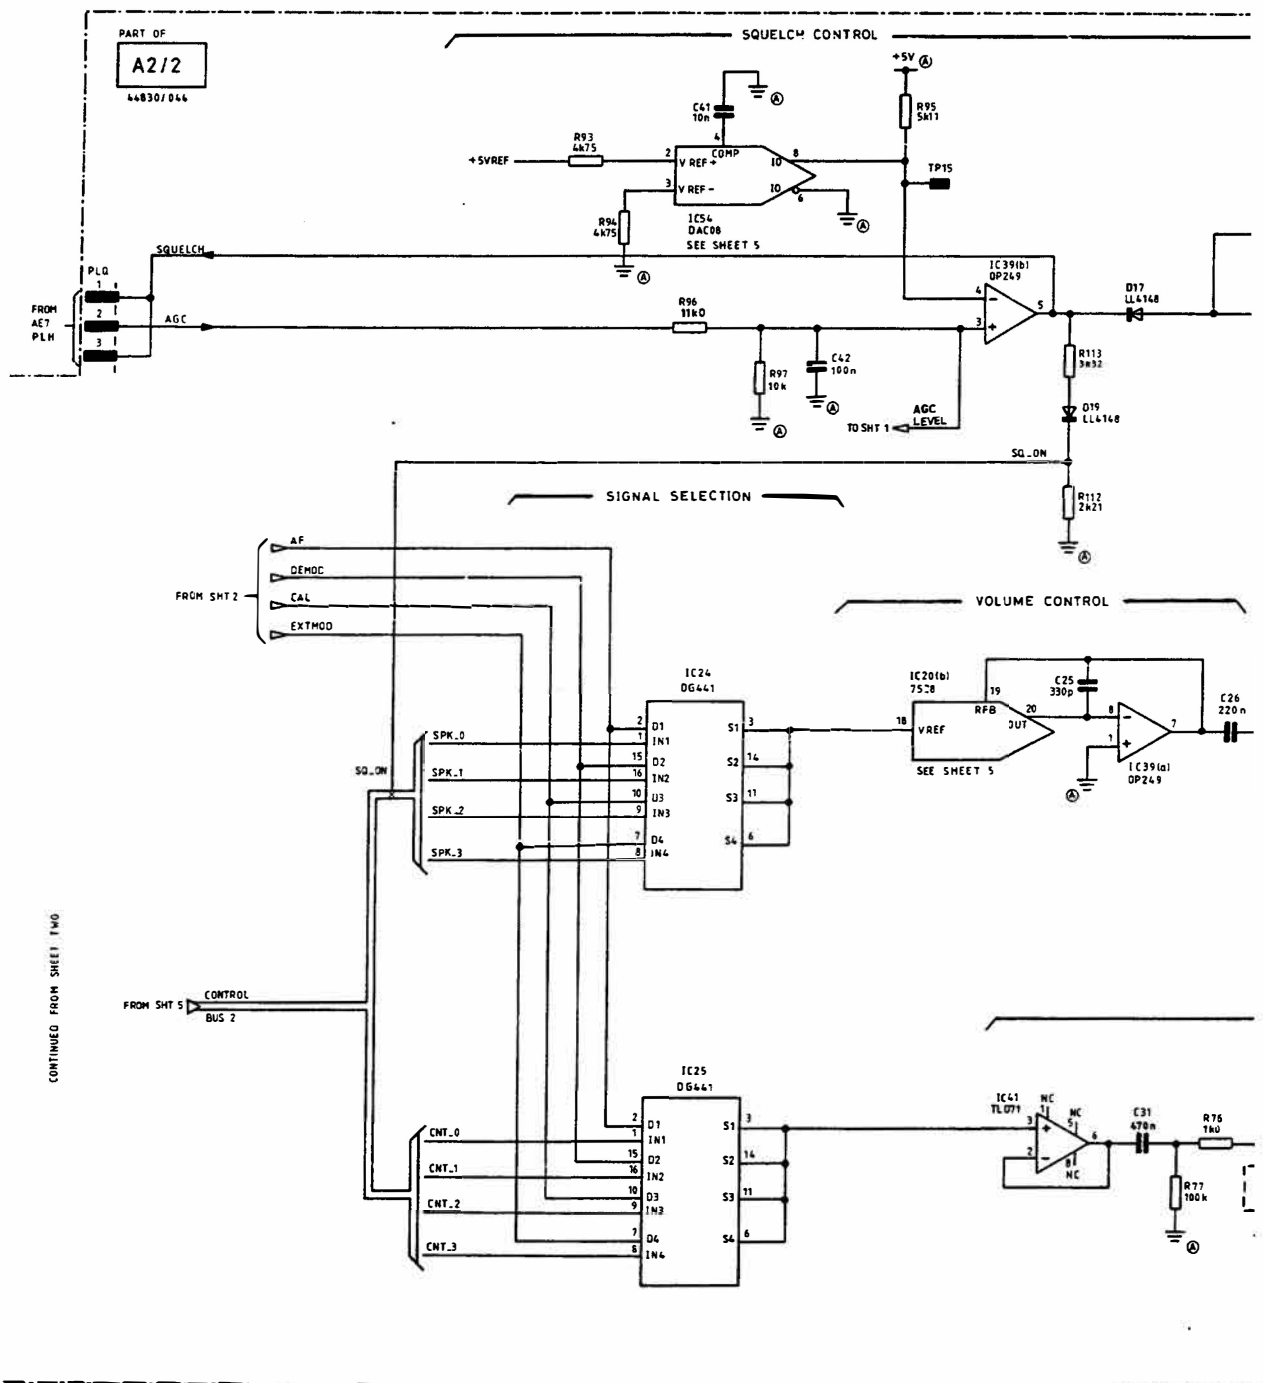 PART OF
A2/2
44830/044
SQUELCH CONTROL
+5V A
C41
10n
A
R95
5k11
R93
4k75
4
COMP
+5VREF
2
V REF+
IO
8
TP15
3
V REF-
IO
6
R94
4k75
IC54
DAC08
SEE SHEET 5
A
A
SQUELCH
IC39(b)
OP249
PLQ
1
4
5
D17
LL4148
FROM
AE7
PLH
2
AGC
R96
11k0
3
3
R113
3k32
R97
10k
C42
100n
A
A
AGC
LEVEL
TO SHT 1
D19
LL4148
SQ_ON
R112
2k21
A
SIGNAL SELECTION
AF
DEMOD
FROM SHT 2
CAL
EXTMOD
VOLUME CONTROL
IC24
DG441
IC20(b)
7528
19
C25
330p
C26
220n
RFB
20
18
VREF
OUT
8
7
1
IC39(a)
OP249
SEE SHEET 5
A
SPK_0
2
D1
S1
3
1
IN1
SQ_ON
SPK_1
15
D2
S2
14
16
IN2
SPK_2
10
D3
S3
11
9
IN3
SPK_3
7
D4
S4
6
8
IN4
CONTINUED FROM SHEET TWO
FROM SHT 5
CONTROL
BUS 2
IC25
DG441
IC41
TL071
NC
1
NC
5
C31
470n
R76
1k0
3
6
2
8
NC
R77
100k
A
CNT_0
2
D1
S1
3
1
IN1
CNT_1
15
D2
S2
14
16
IN2
CNT_2
10
D3
S3
11
9
IN3
CNT_3
7
D4
S4
6
8
IN4